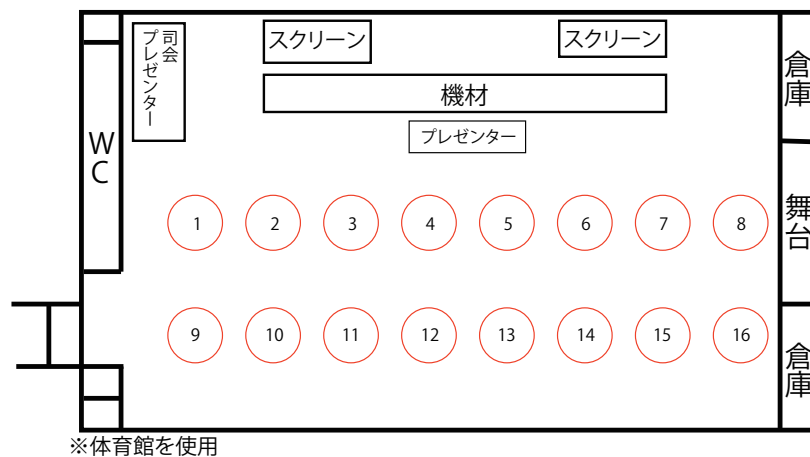 司会
プレゼンター
スクリーン
スクリーン
倉庫
機材
プレゼンター
WC
舞台
1 2 3 4 5 6 7 8
9 10 11 12 13 14 15 16
倉庫
※体育館を使用